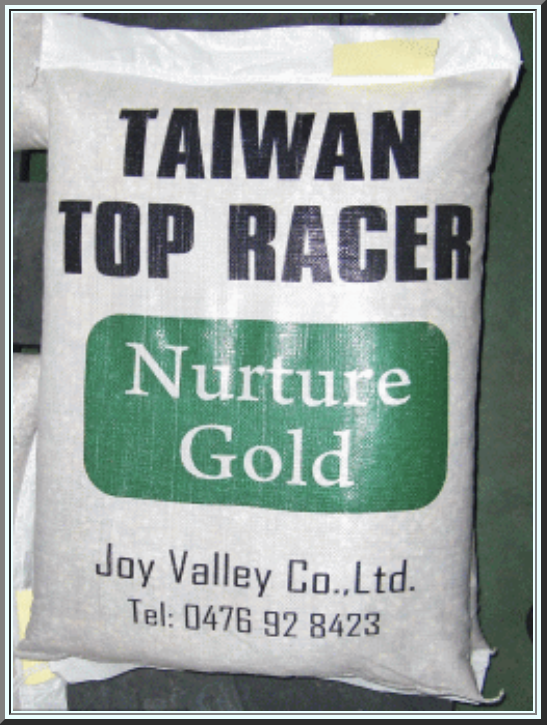 TAIWAN
TOP RACER
Nurture
Gold
Joy Valley Co.,Ltd.
Tel: 0476 92 8423